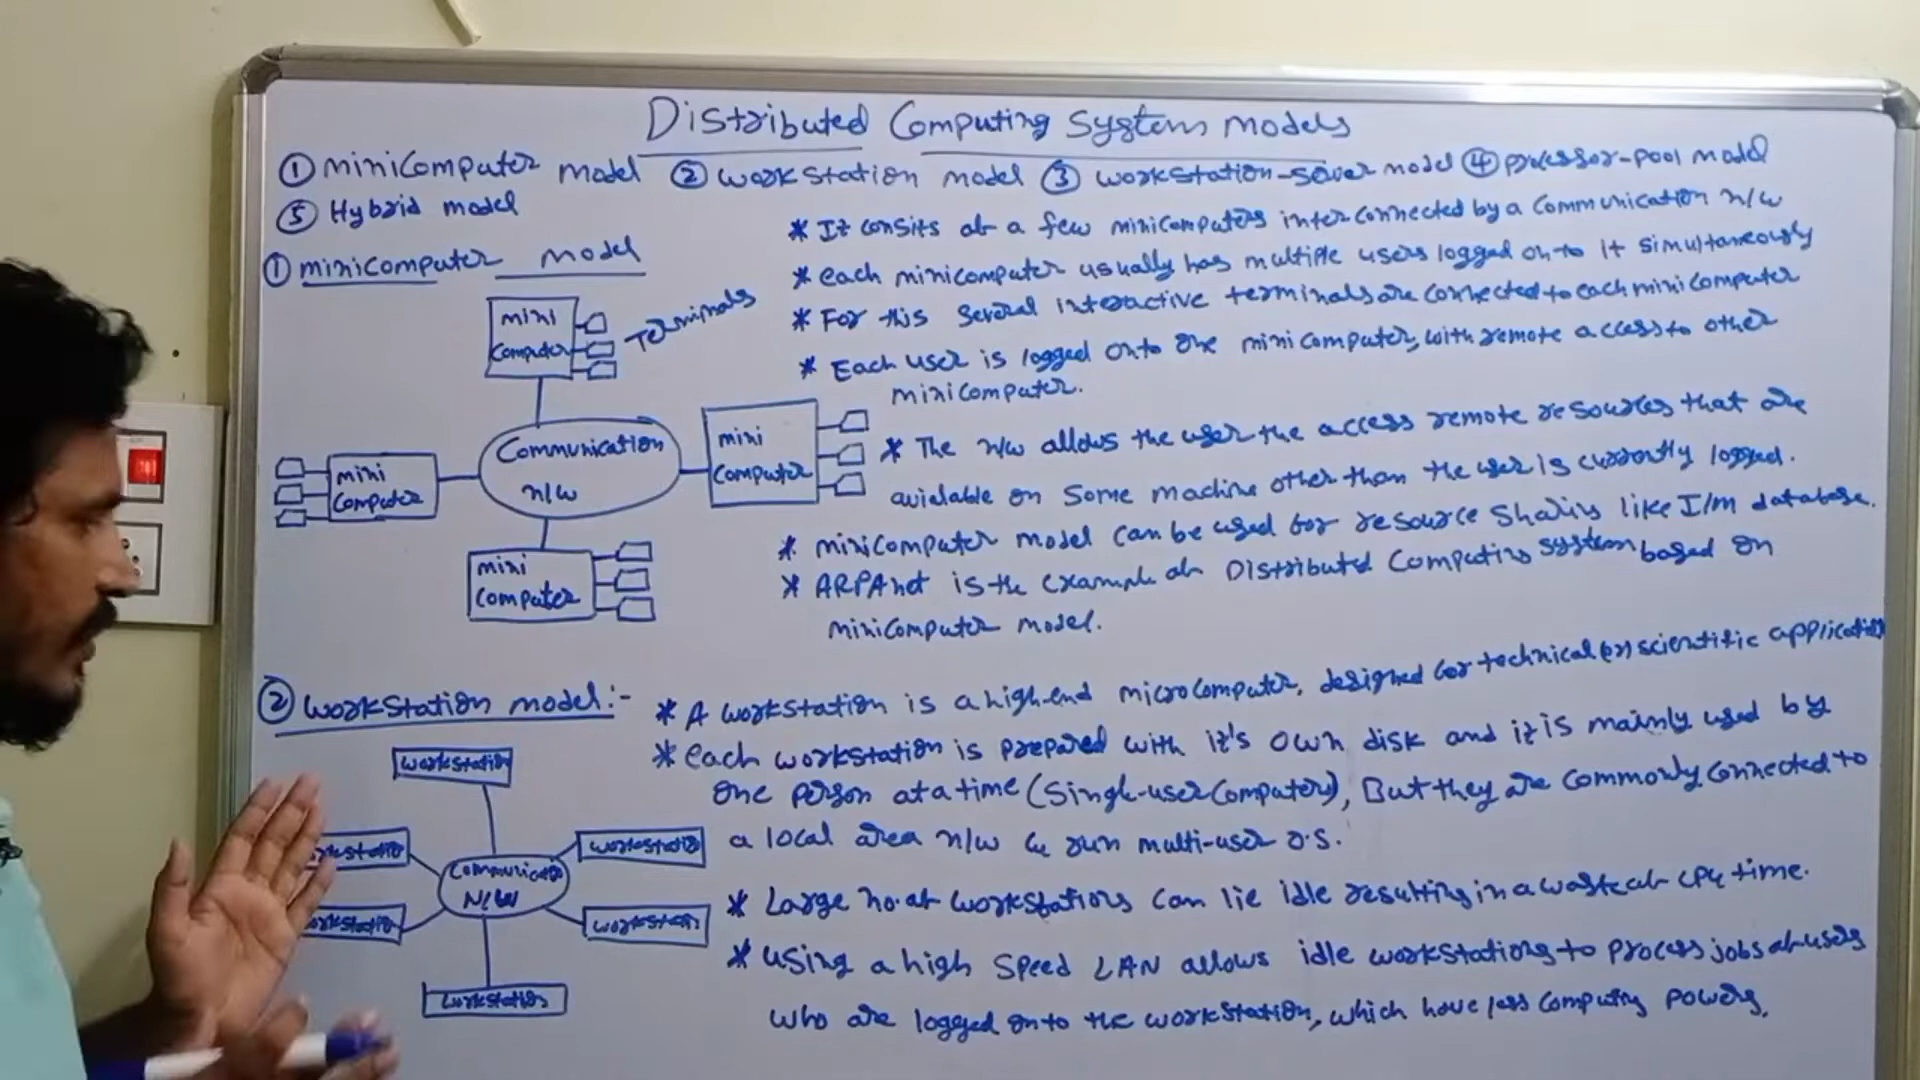 Distributed Computing System models
① minicomputer model ② workstation model ③ workstation-server model ④ processor-pool model
⑤ Hybrid model
① minicomputer model
* It consits of a few minicomputers interconnected by a communication n/w
* each minicomputer usually has multiple users logged on to it simultaneously
* For this several interactive terminals are connected to each minicomputer
* Each user is logged onto one minicomputer, with remote access to other
minicomputer.
* The n/w allows the user the access remote resources that are
avialable on some machine other than the user is currently logged.
* minicomputer model can be used for resource sharing like I/m database.
* ARPAnet is the example of Distributed Computing system based on
minicomputer model.
mini
computer
Terminals
mini
computer
Communication
n/w
mini
computer
mini
computer
② workstation model:-
* A workstation is a high-end microcomputer, designed for technical (or) scientific application
* each workstation is prepared with it's own disk and it is mainly used by
one person at a time (single-user computer), But they are commonly connected to
a local area n/w & run multi-user o.s.
* Large no. of workstations can lie idle resulting in a waste of cpu time.
* using a high speed LAN allows idle workstations to process jobs of users
who are logged onto the workstation, which have less computing powers.
workstation
workstation
workstation
Communication
N/W
workstation
workstation
workstation